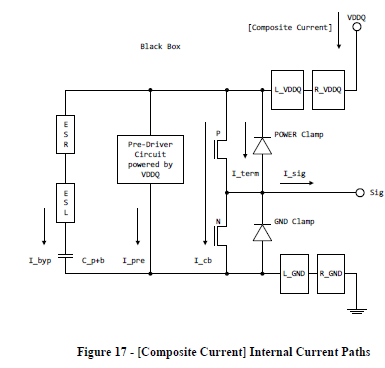 VDDQ
[Composite Current]
Black Box
L_VDDQ
R_VDDQ
E
S
R
P
POWER Clamp
Pre-Driver
Circuit
powered by
VDDQ
I_term
I_sig
E
S
L
Sig
N
GND Clamp
I_byp
C_p+b
I_pre
I_cb
L_GND
R_GND
Figure 17 - [Composite Current] Internal Current Paths